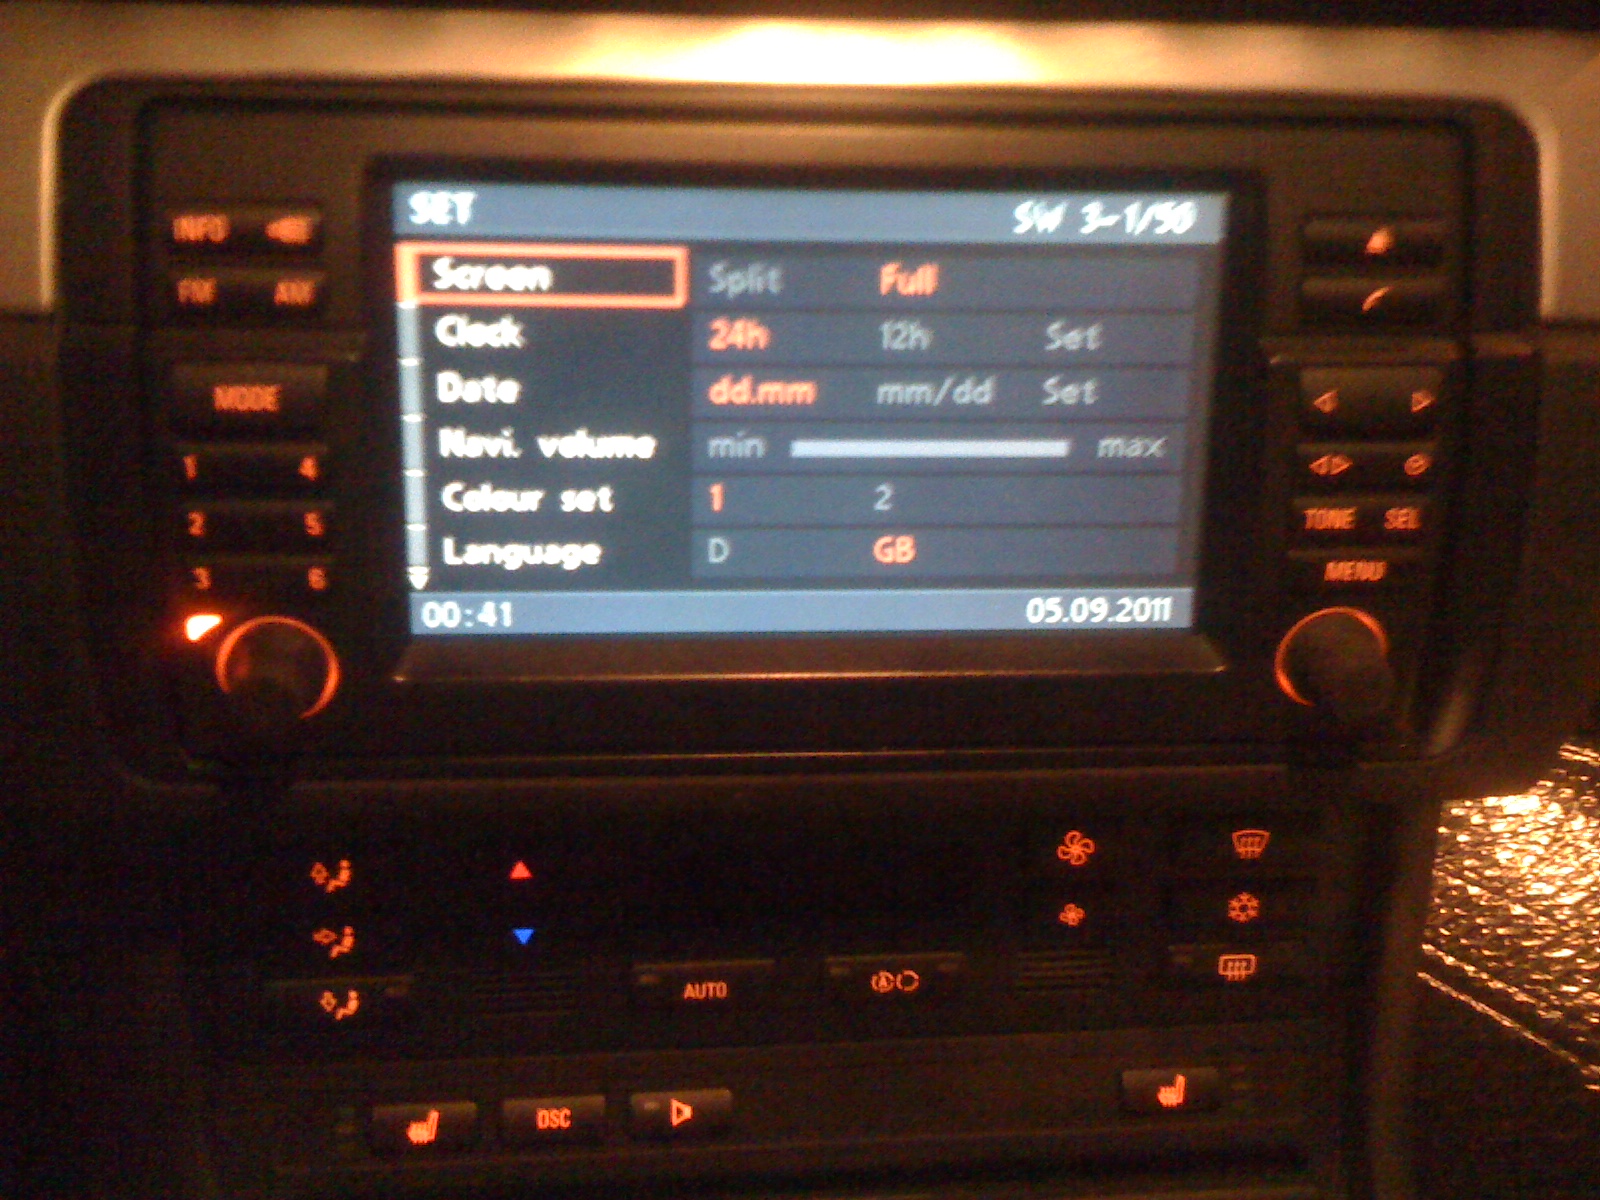 SET SW 3-1/50
Screen Split Full
Clock 24h 12h Set
Date dd.mm mm/dd Set
Navi. volume min max
Colour set 1 2
Language D GB
00:41 05.09.2011
INFO
FM AM
MODE
1 4
2 5
3 6
TONE SEL
MENU
AUTO
A
DSC